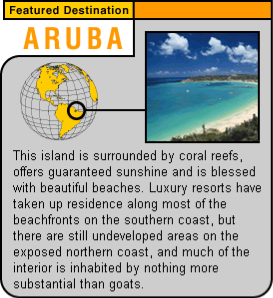 Featured Destination
ARUBA
This island is surrounded by coral reefs,
offers guaranteed sunshine and is blessed
with beautiful beaches. Luxury resorts have
taken up residence along most of the
beachfronts on the southern coast, but
there are still undeveloped areas on the
exposed northern coast, and much of the
interior is inhabited by nothing more
substantial than goats.